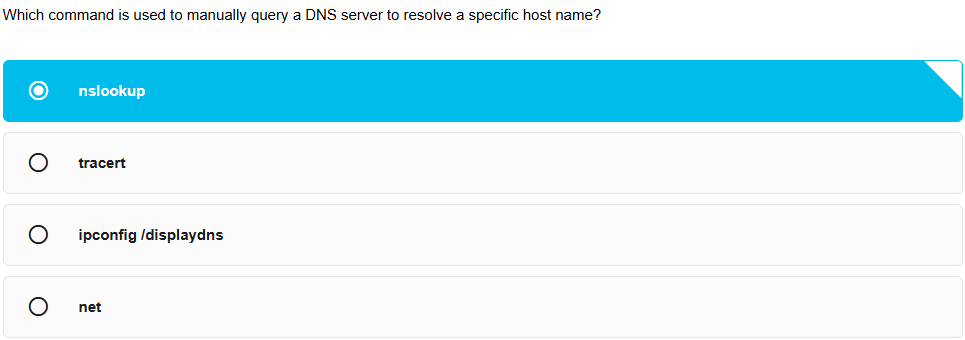 Which command is used to manually query a DNS server to resolve a specific host name?
nslookup
tracert
ipconfig /displaydns
net